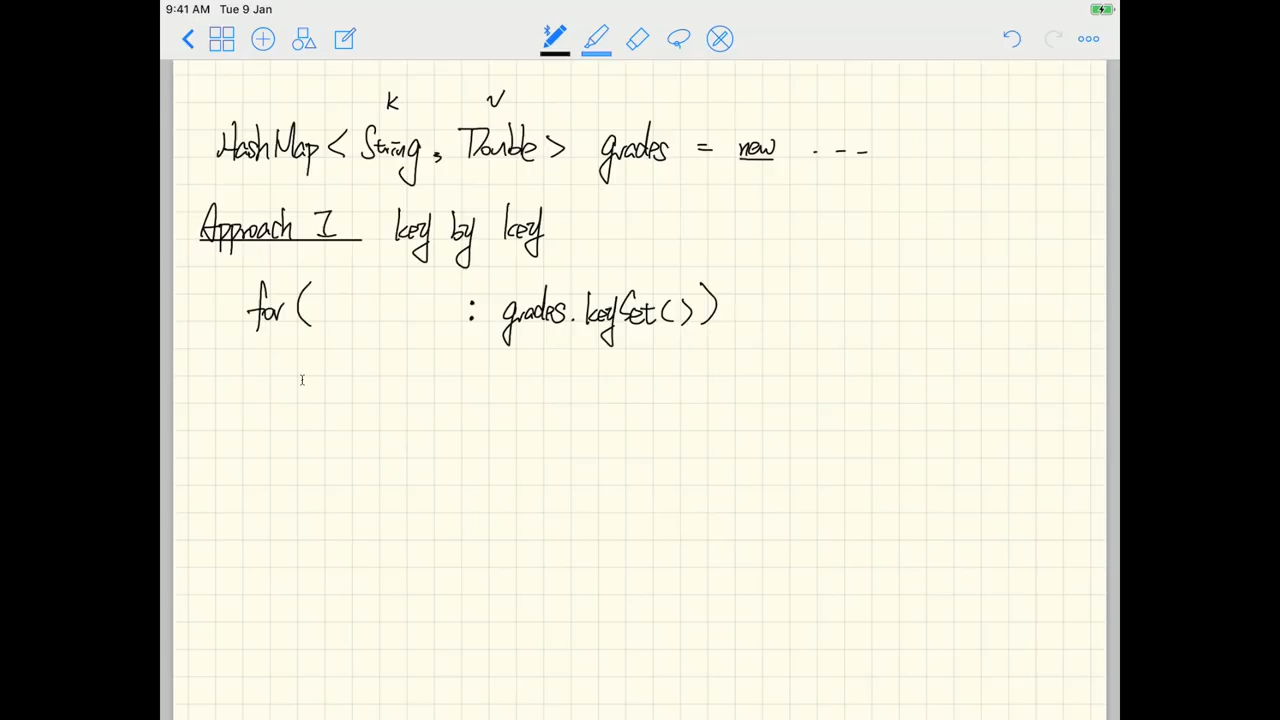 9:41 AM Tue 9 Jan
K V
HashMap< String, Double> grades = new . - -
Approach I key by key
for( : grades.keySet())